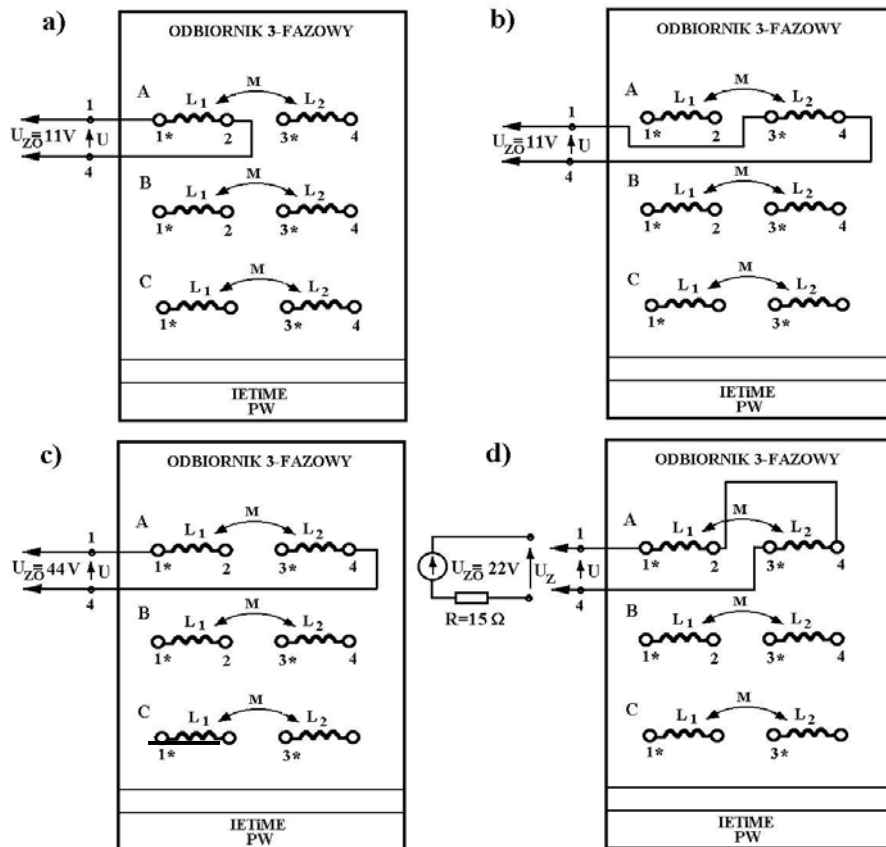 a)
ODBIORNIK 3-FAZOWY
A L₁ M L₂
1* 2 3* 4
1
U_ZO = 11V U
4
B L₁ M L₂
1* 2 3* 4
C L₁ M L₂
1* 3* 4
IETiME
PW
b)
ODBIORNIK 3-FAZOWY
A L₁ M L₂
1* 2 3* 4
1
U_ZO = 11V U
4
B L₁ M L₂
1* 2 3* 4
C L₁ M L₂
1* 3*
IETiME
PW
c)
ODBIORNIK 3-FAZOWY
A L₁ M L₂
1* 2 3* 4
1
U_ZO = 44V U
4
B L₁ M L₂
1* 2 3* 4
C L₁ M L₂
1* 3*
IETiME
PW
d)
ODBIORNIK 3-FAZOWY
A L₁ M L₂
1* 2 3* 4
1
U_ZO = 22V U_Z U
4
R=15 Ω
B L₁ M L₂
1* 2 3* 4
C L₁ M L₂
1* 3*
IETiME
PW